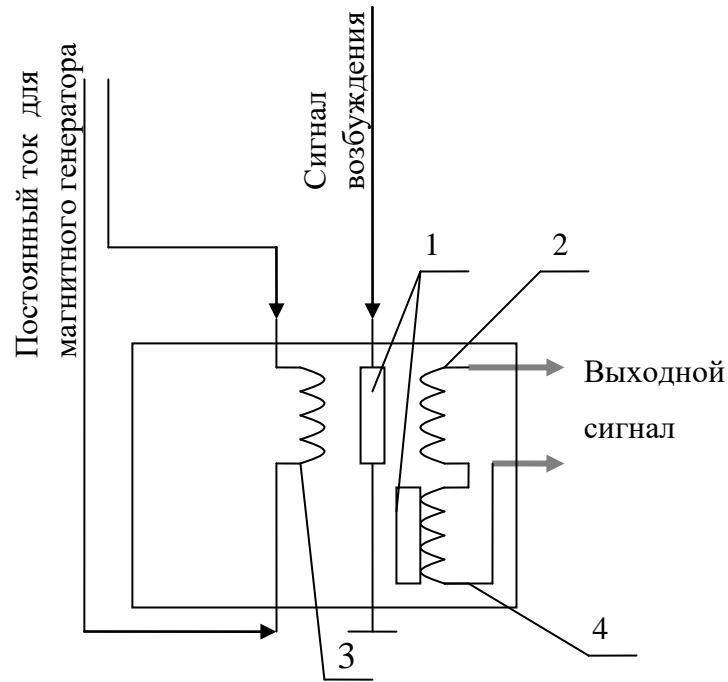 Постоянный ток для
магнитного генератора
Сигнал
возбуждения
1
2
Выходной
сигнал
3
4